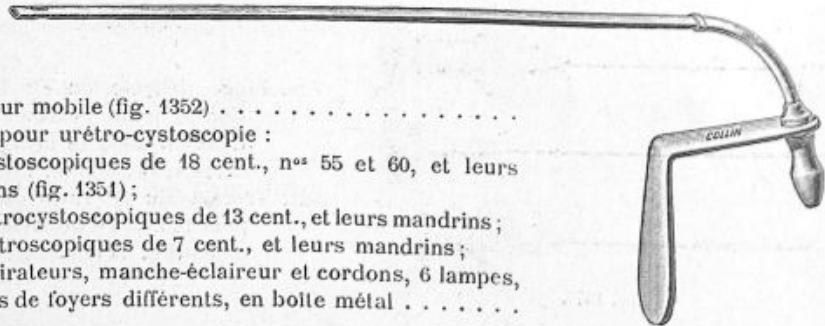 ur mobile (fig. 1352) . . . . . . . . . . . . . . . . .
pour urétro-cystoscopie :
stoscopiques de 18 cent., nos 55 et 60, et leurs
ns (fig. 1351) ;
trocystoscopiques de 13 cent., et leurs mandrins ;
troscopiques de 7 cent., et leurs mandrins ;
irateurs, manche-éclaireur et cordons, 6 lampes,
s de foyers différents, en boîte métal . . . . . . .
COLLIN